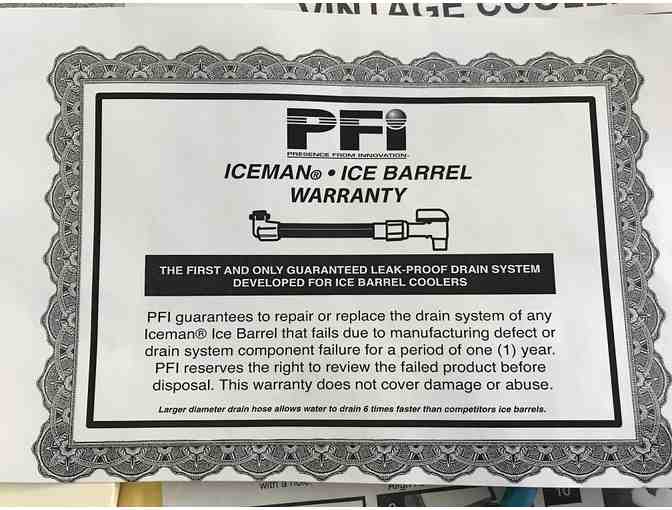 VINTAGE
PFI
PRESENCE FROM INNOVATION
ICEMAN® • ICE BARREL
WARRANTY
THE FIRST AND ONLY GUARANTEED LEAK-PROOF DRAIN SYSTEM
DEVELOPED FOR ICE BARREL COOLERS
PFI guarantees to repair or replace the drain system of any
Iceman® Ice Barrel that fails due to manufacturing defect or
drain system component failure for a period of one (1) year.
PFI reserves the right to review the failed product before
disposal. This warranty does not cover damage or abuse.
Larger diameter drain hose allows water to drain 6 times faster than competitors ice barrels.
with a
10